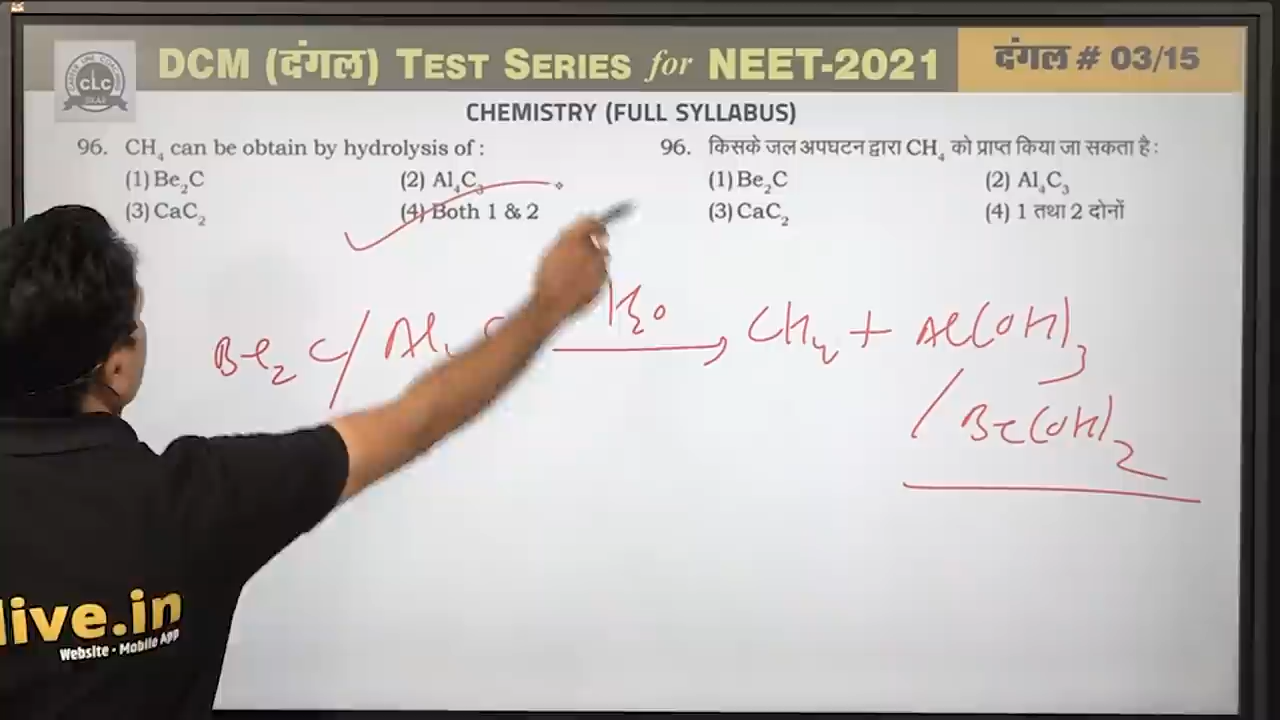 DCM (दंगल) TEST SERIES for NEET-2021
दंगल # 03/15
CLC
CHEMISTRY (FULL SYLLABUS)
96. CH₄ can be obtain by hydrolysis of :
(1) Be₂C (2) Al₄C₃
(3) CaC₂ (4) Both 1 & 2
96. किसके जल अपघटन द्वारा CH₄ को प्राप्त किया जा सकता है :
(1) Be₂C (2) Al₄C₃
(3) CaC₂ (4) 1 तथा 2 दोनों
H₂O
Be₂C / Al₄ C → CH₄ + Al(OH)₃
/ Be(OH)₂
live.in
Website • Mobile App